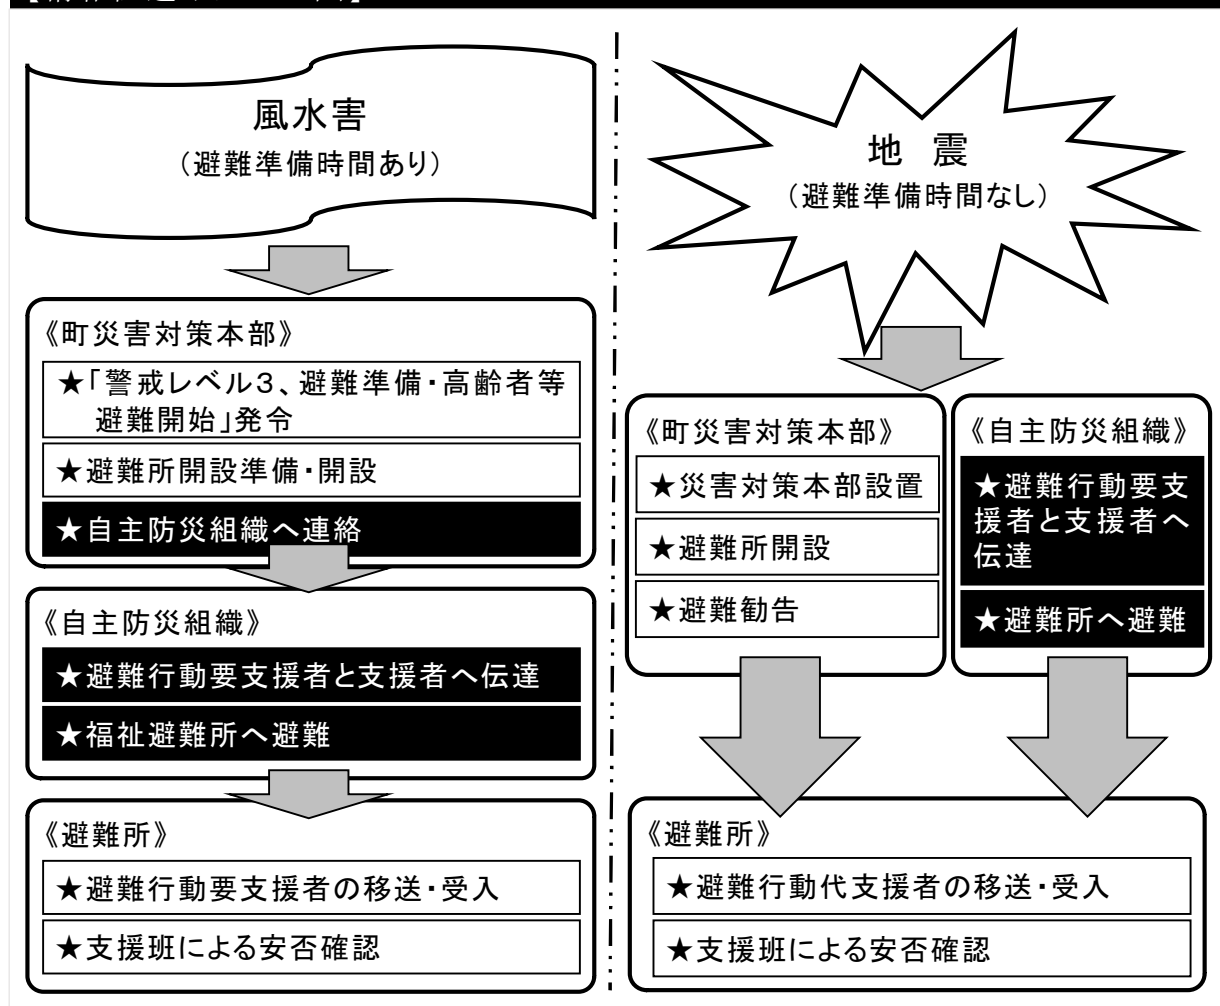 風水害
（避難準備時間あり）
《町災害対策本部》
★「警戒レベル３、避難準備・高齢者等
避難開始」発令
★避難所開設準備・開設
★自主防災組織へ連絡
《自主防災組織》
★避難行動要支援者と支援者へ伝達
★福祉避難所へ避難
《避難所》
★避難行動要支援者の移送・受入
★支援班による安否確認
地　震
（避難準備時間なし）
《町災害対策本部》
★災害対策本部設置
★避難所開設
★避難勧告
《自主防災組織》
★避難行動要支
援者と支援者へ
伝達
★避難所へ避難
《避難所》
★避難行動代支援者の移送・受入
★支援班による安否確認